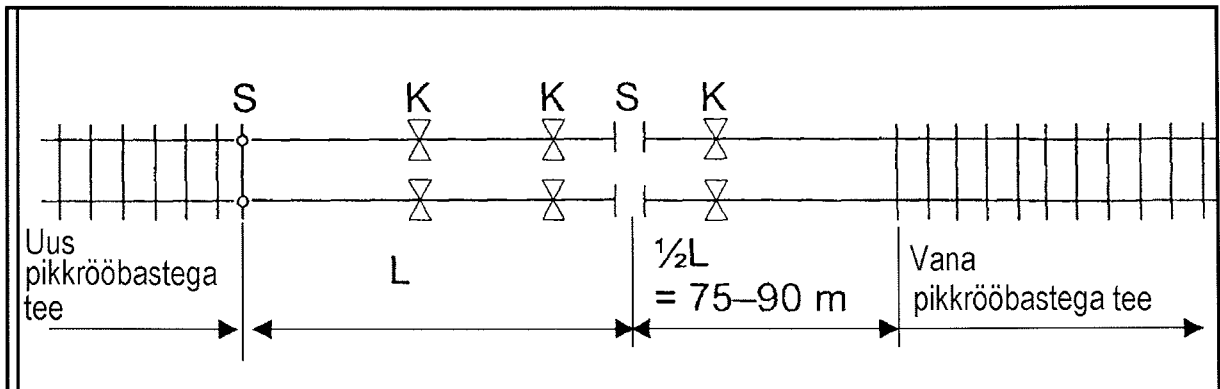 S K K S K
Uus
pikkrööbastega
tee
L
½L
= 75–90 m
Vana
pikkrööbastega tee